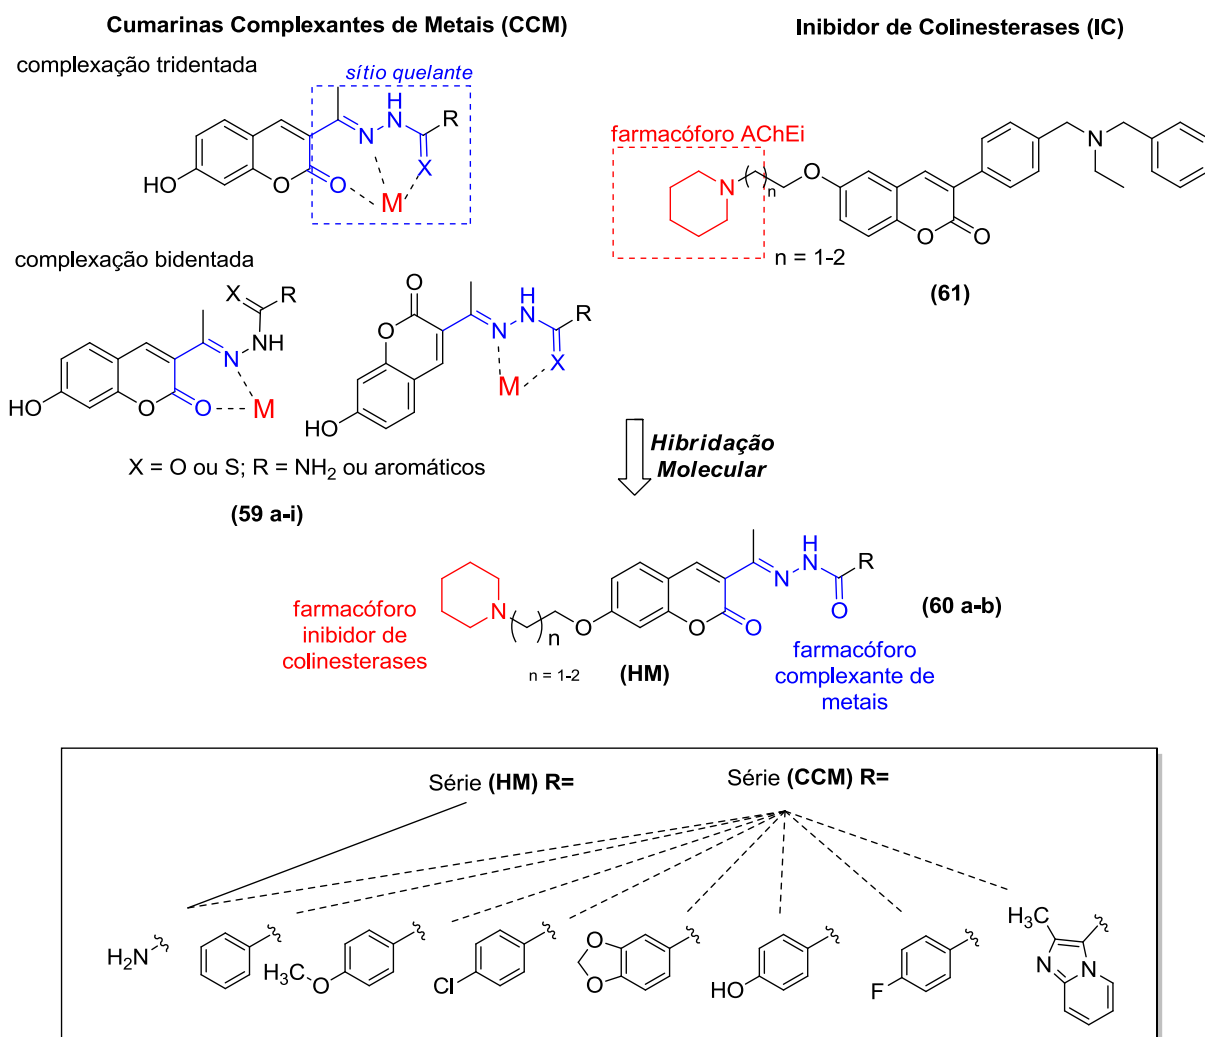 Cumarinas Complexantes de Metais (CCM)
Inibidor de Colinesterases (IC)
complexação tridentada
sítio quelante
H
N
R
N
X
HO
O
O
M
farmacóforo AChEi
N
n
O
N
O
O
n = 1-2
(61)
complexação bidentada
X
R
NH
N
HO
O
O
M
O
O
H
N
R
N
X
M
HO
X = O ou S; R = NH2 ou aromáticos
(59 a-i)
Hibridação
Molecular
farmacóforo
inibidor de
colinesterases
N
n
O
O
O
H
N
N
R
O
n = 1-2
(HM)
(60 a-b)
farmacóforo
complexante de
metais
Série (HM) R=
Série (CCM) R=
H2N
H3C
O
Cl
O
O
HO
F
H3C
N
N